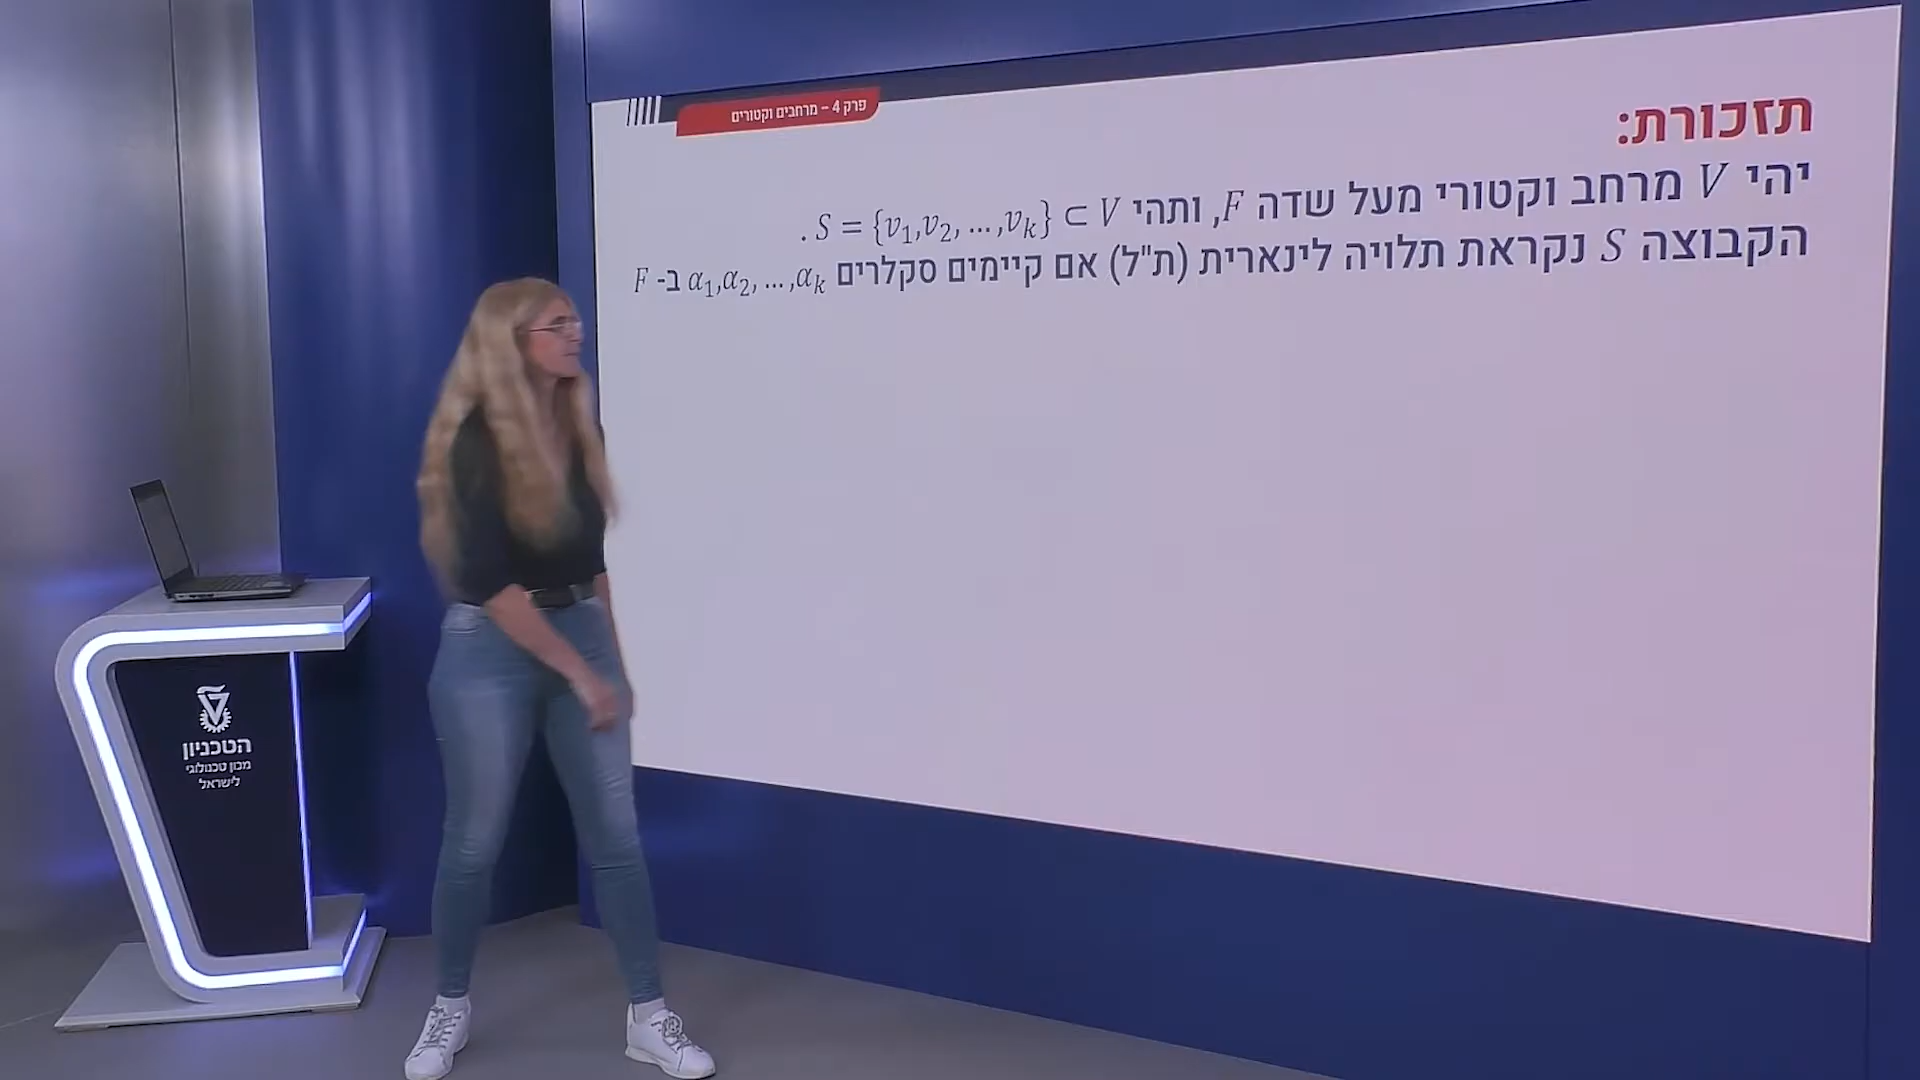 פרק 4 – מרחבים וקטורים
תזכורת:
יהי V מרחב וקטורי מעל שדה F, ותהי S = {v₁,v₂, …,vₖ} ⊂ V .
הקבוצה S נקראת תלויה לינארית (ת"ל) אם קיימים סקלרים α₁,α₂, …,αₖ ב- F
הטכניון
מכון טכנולוגי
לישראל